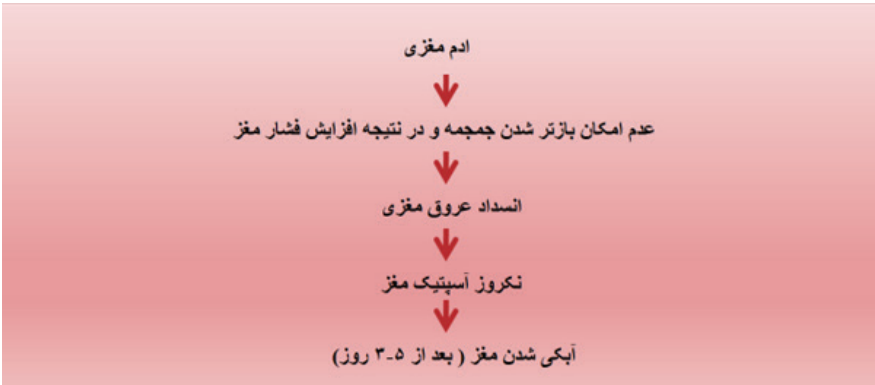 ادم مغزی
عدم امکان بازتر شدن جمجمه و در نتیجه افزایش فشار مغز
انسداد عروق مغزی
نکروز آسپتیک مغز
آبکی شدن مغز ( بعد از ۵-۳ روز)